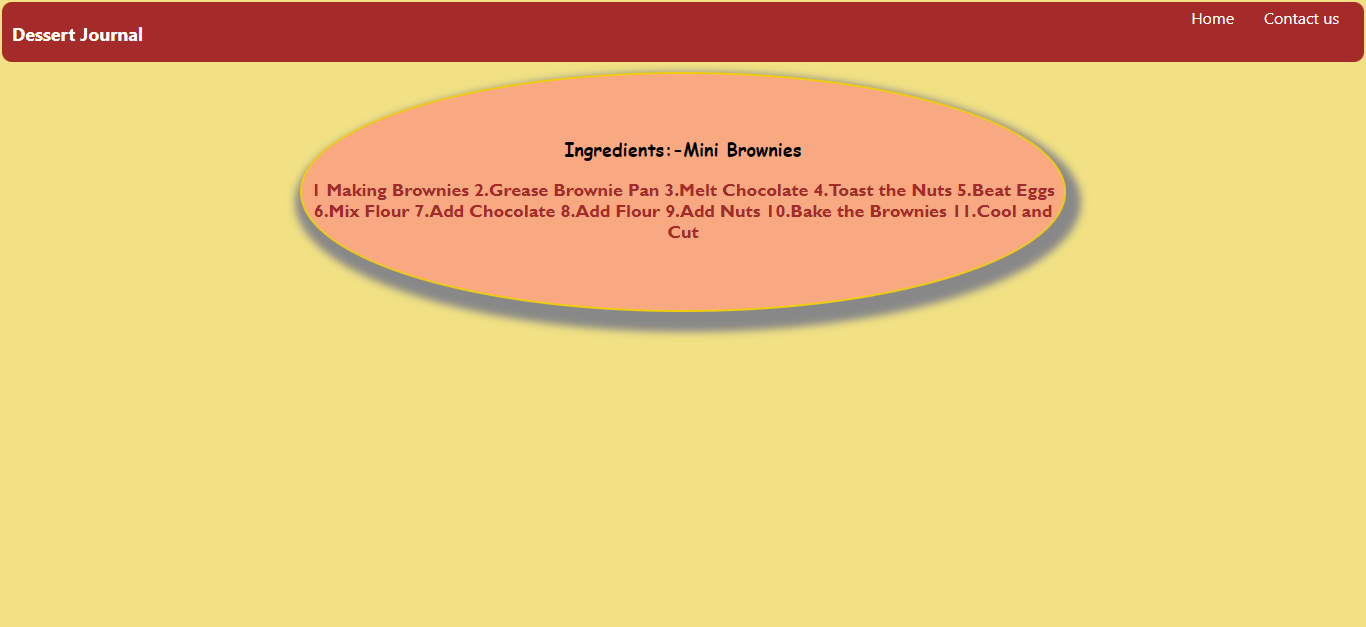 Dessert Journal
Home
Contact us
Ingredients:-Mini Brownies
1 Making Brownies 2.Grease Brownie Pan 3.Melt Chocolate 4.Toast the Nuts 5.Beat Eggs
6.Mix Flour 7.Add Chocolate 8.Add Flour 9.Add Nuts 10.Bake the Brownies 11.Cool and
Cut